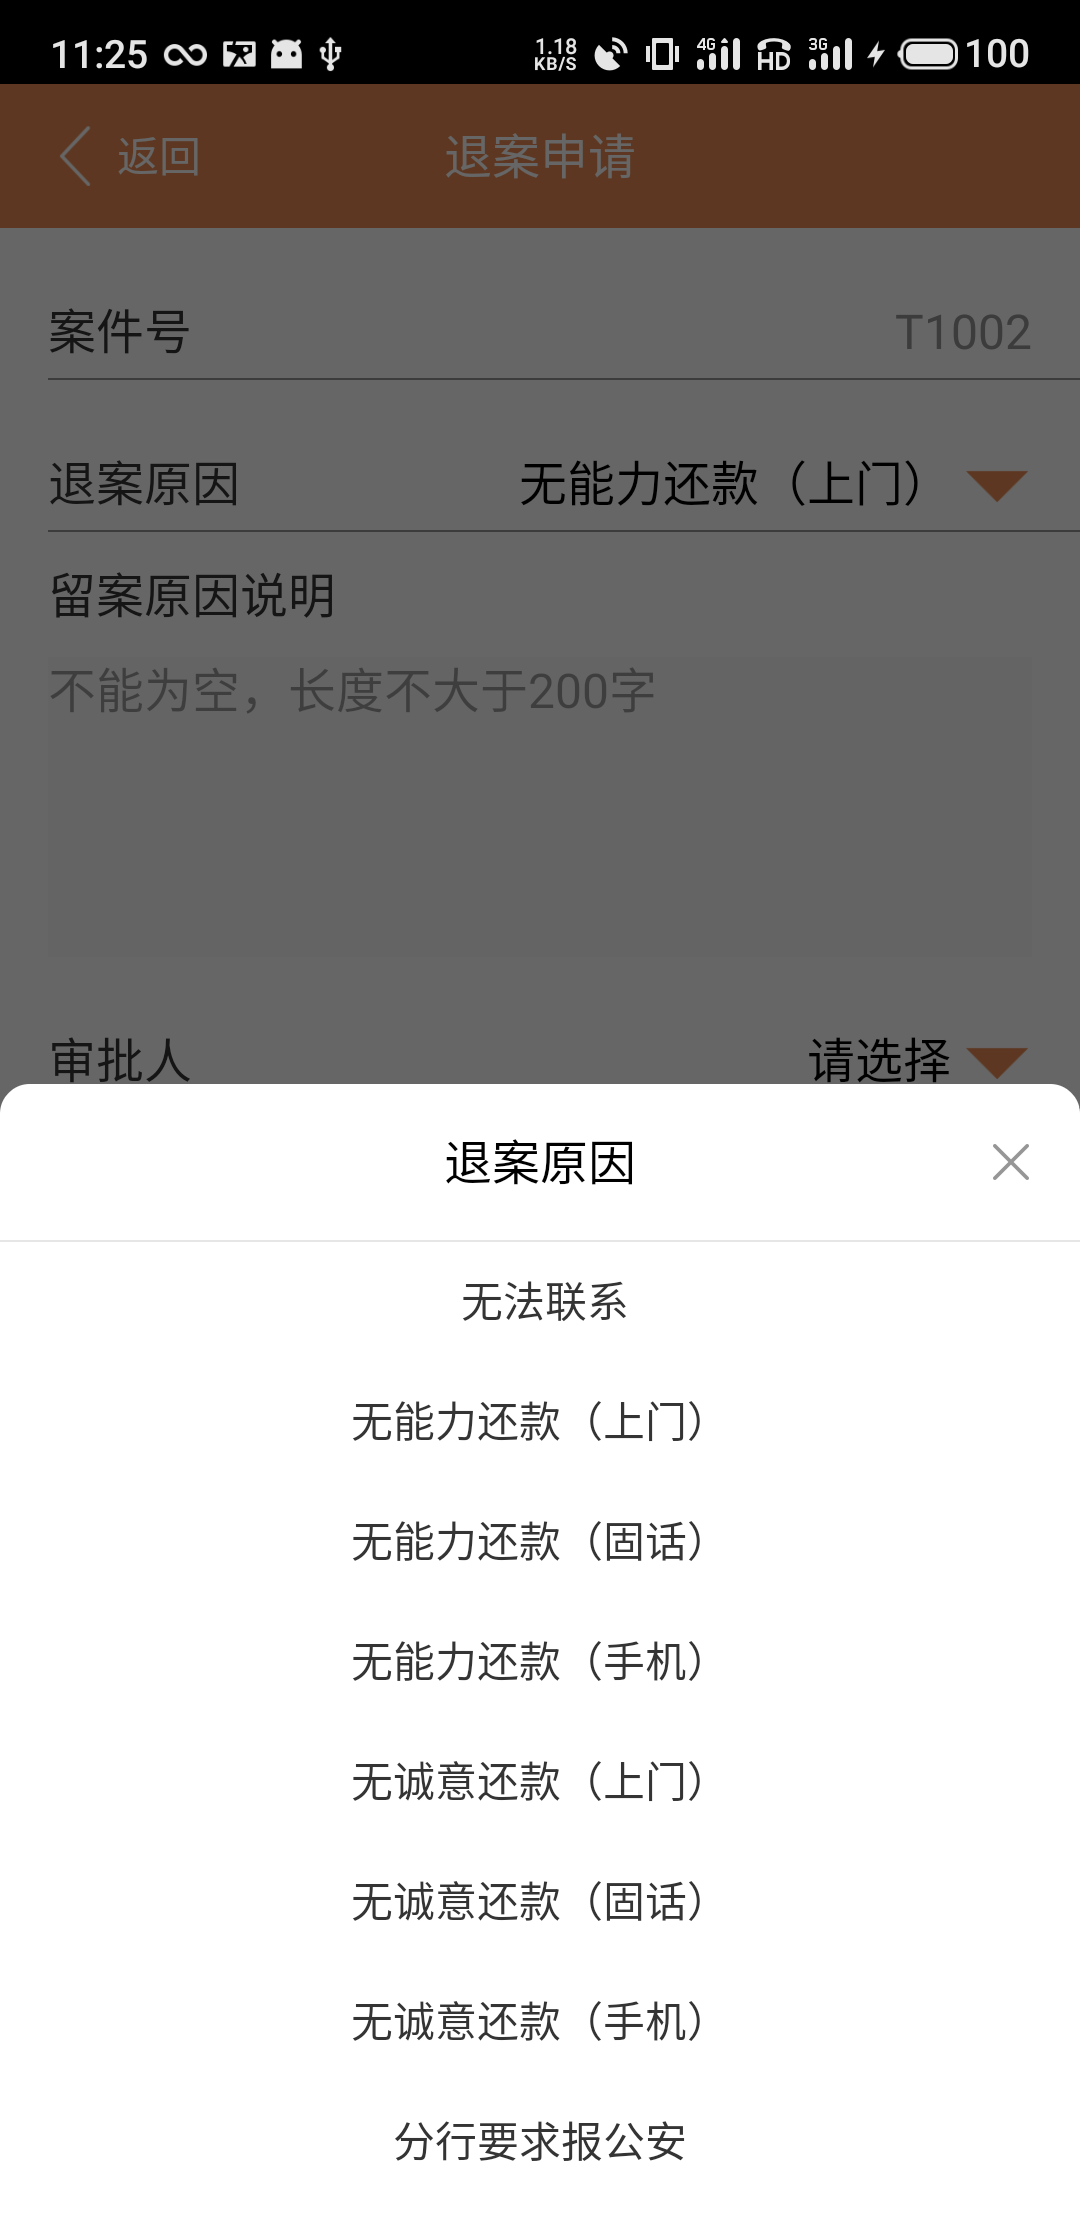 11:25
1.18 KB/S 4G HD 3G 100
返回 退案申请
案件号 T1002
退案原因 无能力还款（上门）
留案原因说明
不能为空，长度不大于200字
审批人 请选择
退案原因
无法联系
无能力还款（上门）
无能力还款（固话）
无能力还款（手机）
无诚意还款（上门）
无诚意还款（固话）
无诚意还款（手机）
分行要求报公安